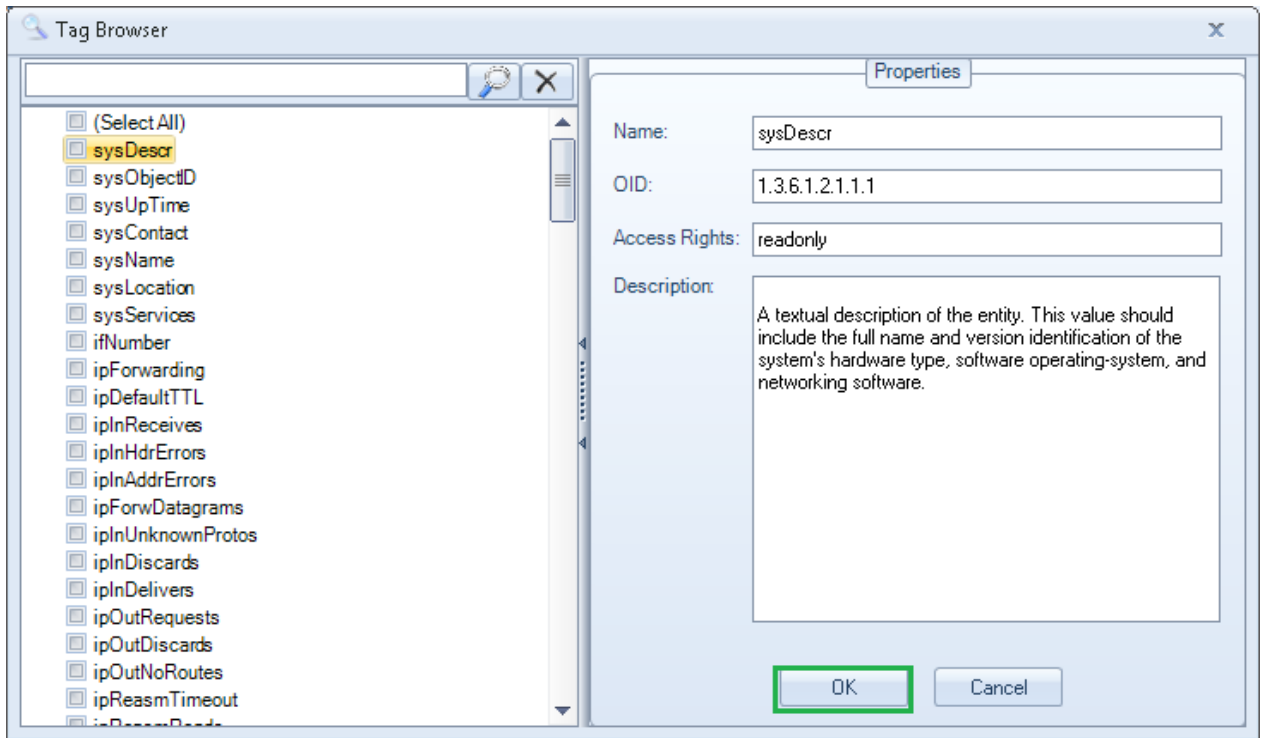 Tag Browser
Properties
(Select All)
sysDescr
sysObjectID
sysUpTime
sysContact
sysName
sysLocation
sysServices
ifNumber
ipForwarding
ipDefaultTTL
ipInReceives
ipInHdrErrors
ipInAddrErrors
ipForwDatagrams
ipInUnknownProtos
ipInDiscards
ipInDelivers
ipOutRequests
ipOutDiscards
ipOutNoRoutes
ipReasmTimeout
Name: sysDescr
OID: 1.3.6.1.2.1.1.1
Access Rights: readonly
Description:
A textual description of the entity. This value should
include the full name and version identification of the
system's hardware type, software operating-system, and
networking software.
OK Cancel